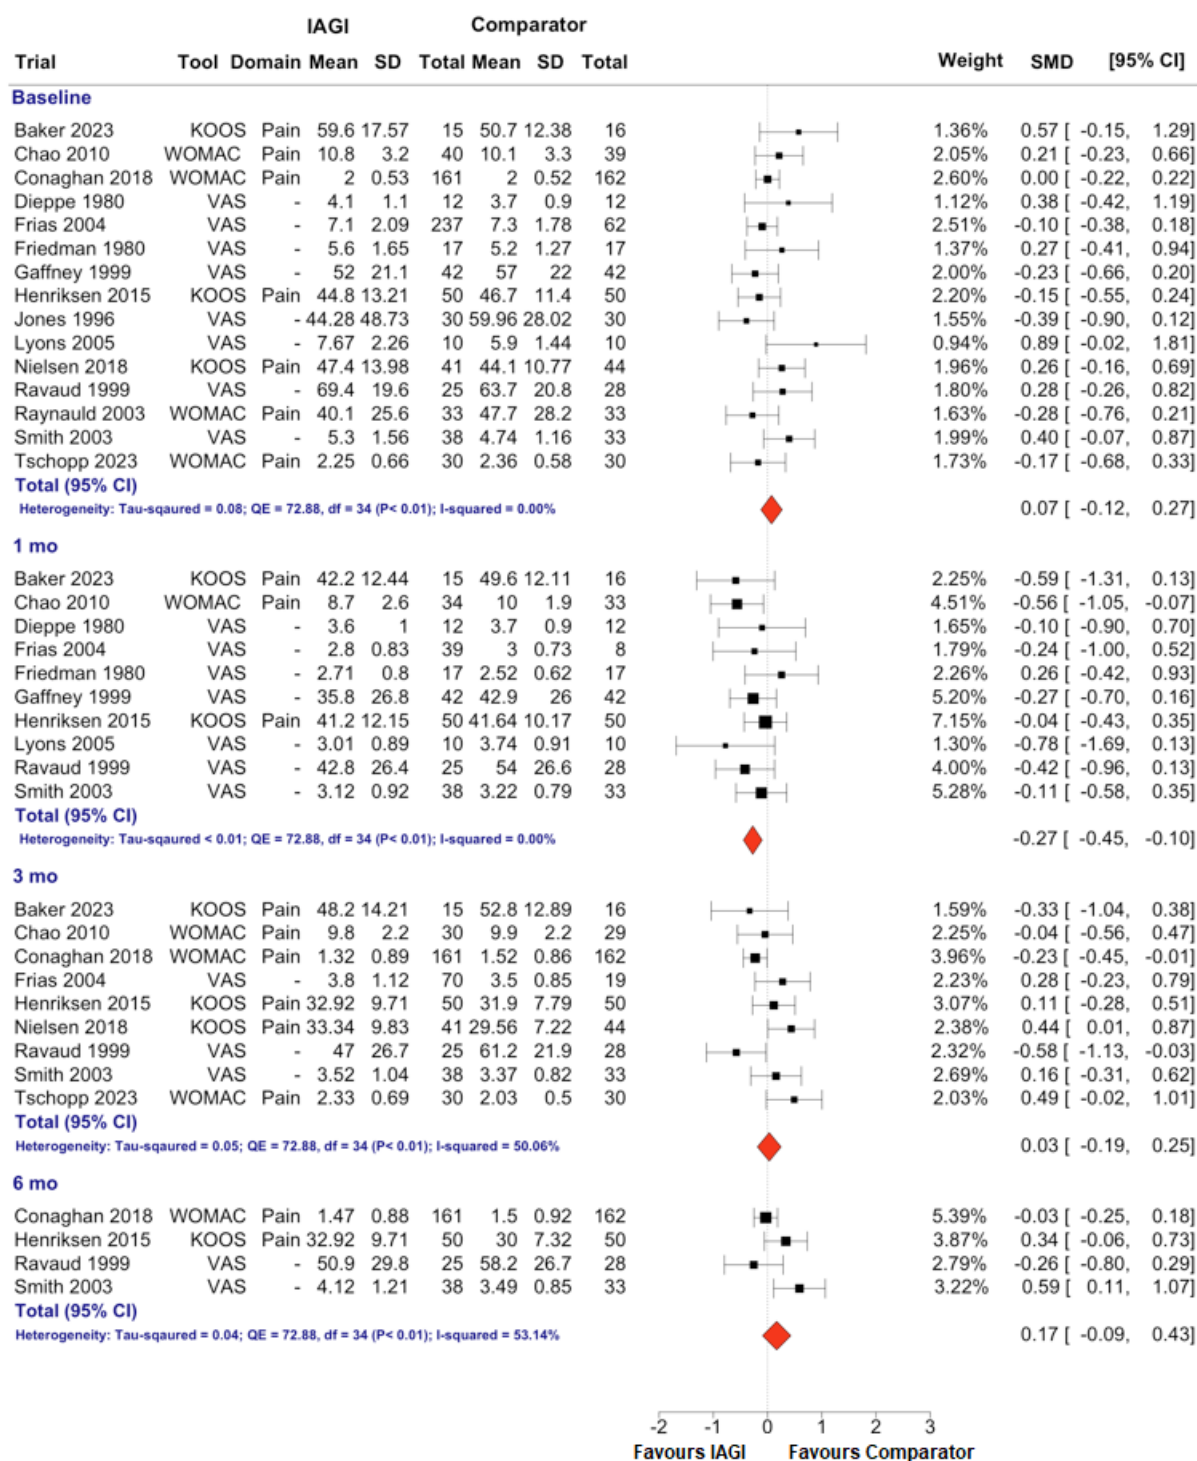 IAGI Comparator
Trial Tool Domain Mean SD Total Mean SD Total Weight SMD [95% CI]
Baseline
Baker 2023 KOOS Pain 59.6 17.57 15 50.7 12.38 16 1.36% 0.57 [ -0.15, 1.29]
Chao 2010 WOMAC Pain 10.8 3.2 40 10.1 3.3 39 2.05% 0.21 [ -0.23, 0.66]
Conaghan 2018 WOMAC Pain 2 0.53 161 2 0.52 162 2.60% 0.00 [ -0.22, 0.22]
Dieppe 1980 VAS - 4.1 1.1 12 3.7 0.9 12 1.12% 0.38 [ -0.42, 1.19]
Frias 2004 VAS - 7.1 2.09 237 7.3 1.78 62 2.51% -0.10 [ -0.38, 0.18]
Friedman 1980 VAS - 5.6 1.65 17 5.2 1.27 17 1.37% 0.27 [ -0.41, 0.94]
Gaffney 1999 VAS - 52 21.1 42 57 22 42 2.00% -0.23 [ -0.66, 0.20]
Henriksen 2015 KOOS Pain 44.8 13.21 50 46.7 11.4 50 2.20% -0.15 [ -0.55, 0.24]
Jones 1996 VAS - 44.28 48.73 30 59.96 28.02 30 1.55% -0.39 [ -0.90, 0.12]
Lyons 2005 VAS - 7.67 2.26 10 5.9 1.44 10 0.94% 0.89 [ -0.02, 1.81]
Nielsen 2018 KOOS Pain 47.4 13.98 41 44.1 10.77 44 1.96% 0.26 [ -0.16, 0.69]
Ravaud 1999 VAS - 69.4 19.6 25 63.7 20.8 28 1.80% 0.28 [ -0.26, 0.82]
Raynauld 2003 WOMAC Pain 40.1 25.6 33 47.7 28.2 33 1.63% -0.28 [ -0.76, 0.21]
Smith 2003 VAS - 5.3 1.56 38 4.74 1.16 33 1.99% 0.40 [ -0.07, 0.87]
Tschopp 2023 WOMAC Pain 2.25 0.66 30 2.36 0.58 30 1.73% -0.17 [ -0.68, 0.33]
Total (95% CI)
Heterogeneity: Tau-sqaured = 0.08; QE = 72.88, df = 34 (P< 0.01); I-squared = 0.00% 0.07 [ -0.12, 0.27]
1 mo
Baker 2023 KOOS Pain 42.2 12.44 15 49.6 12.11 16 2.25% -0.59 [ -1.31, 0.13]
Chao 2010 WOMAC Pain 8.7 2.6 34 10 1.9 33 4.51% -0.56 [ -1.05, -0.07]
Dieppe 1980 VAS - 3.6 1 12 3.7 0.9 12 1.65% -0.10 [ -0.90, 0.70]
Frias 2004 VAS - 2.8 0.83 39 3 0.73 8 1.79% -0.24 [ -1.00, 0.52]
Friedman 1980 VAS - 2.71 0.8 17 2.52 0.62 17 2.26% 0.26 [ -0.42, 0.93]
Gaffney 1999 VAS - 35.8 26.8 42 42.9 26 42 5.20% -0.27 [ -0.70, 0.16]
Henriksen 2015 KOOS Pain 41.2 12.15 50 41.64 10.17 50 7.15% -0.04 [ -0.43, 0.35]
Lyons 2005 VAS - 3.01 0.89 10 3.74 0.91 10 1.30% -0.78 [ -1.69, 0.13]
Ravaud 1999 VAS - 42.8 26.4 25 54 26.6 28 4.00% -0.42 [ -0.96, 0.13]
Smith 2003 VAS - 3.12 0.92 38 3.22 0.79 33 5.28% -0.11 [ -0.58, 0.35]
Total (95% CI)
Heterogeneity: Tau-sqaured < 0.01; QE = 72.88, df = 34 (P< 0.01); I-squared = 0.00% -0.27 [ -0.45, -0.10]
3 mo
Baker 2023 KOOS Pain 48.2 14.21 15 52.8 12.89 16 1.59% -0.33 [ -1.04, 0.38]
Chao 2010 WOMAC Pain 9.8 2.2 30 9.9 2.2 29 2.25% -0.04 [ -0.56, 0.47]
Conaghan 2018 WOMAC Pain 1.32 0.89 161 1.52 0.86 162 3.96% -0.23 [ -0.45, -0.01]
Frias 2004 VAS - 3.8 1.12 70 3.5 0.85 19 2.23% 0.28 [ -0.23, 0.79]
Henriksen 2015 KOOS Pain 32.92 9.71 50 31.9 7.79 50 3.07% 0.11 [ -0.28, 0.51]
Nielsen 2018 KOOS Pain 33.34 9.83 41 29.56 7.22 44 2.38% 0.44 [ 0.01, 0.87]
Ravaud 1999 VAS - 47 26.7 25 61.2 21.9 28 2.32% -0.58 [ -1.13, -0.03]
Smith 2003 VAS - 3.52 1.04 38 3.37 0.82 33 2.69% 0.16 [ -0.31, 0.62]
Tschopp 2023 WOMAC Pain 2.33 0.69 30 2.03 0.5 30 2.03% 0.49 [ -0.02, 1.01]
Total (95% CI)
Heterogeneity: Tau-sqaured = 0.05; QE = 72.88, df = 34 (P< 0.01); I-squared = 50.06% 0.03 [ -0.19, 0.25]
6 mo
Conaghan 2018 WOMAC Pain 1.47 0.88 161 1.5 0.92 162 5.39% -0.03 [ -0.25, 0.18]
Henriksen 2015 KOOS Pain 32.92 9.71 50 30 7.32 50 3.87% 0.34 [ -0.06, 0.73]
Ravaud 1999 VAS - 50.9 29.8 25 58.2 26.7 28 2.79% -0.26 [ -0.80, 0.29]
Smith 2003 VAS - 4.12 1.21 38 3.49 0.85 33 3.22% 0.59 [ 0.11, 1.07]
Total (95% CI)
Heterogeneity: Tau-sqaured = 0.04; QE = 72.88, df = 34 (P< 0.01); I-squared = 53.14% 0.17 [ -0.09, 0.43]
-2 -1 0 1 2 3
Favours IAGI Favours Comparator